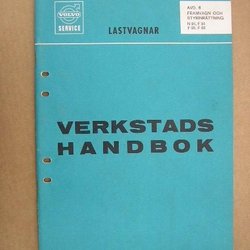 VOLVO
SERVICE
LASTVAGNAR
AVD. 6
FRAMVAGN OCH
STYRINRÄTTNING
VERKSTADS
HANDBOK